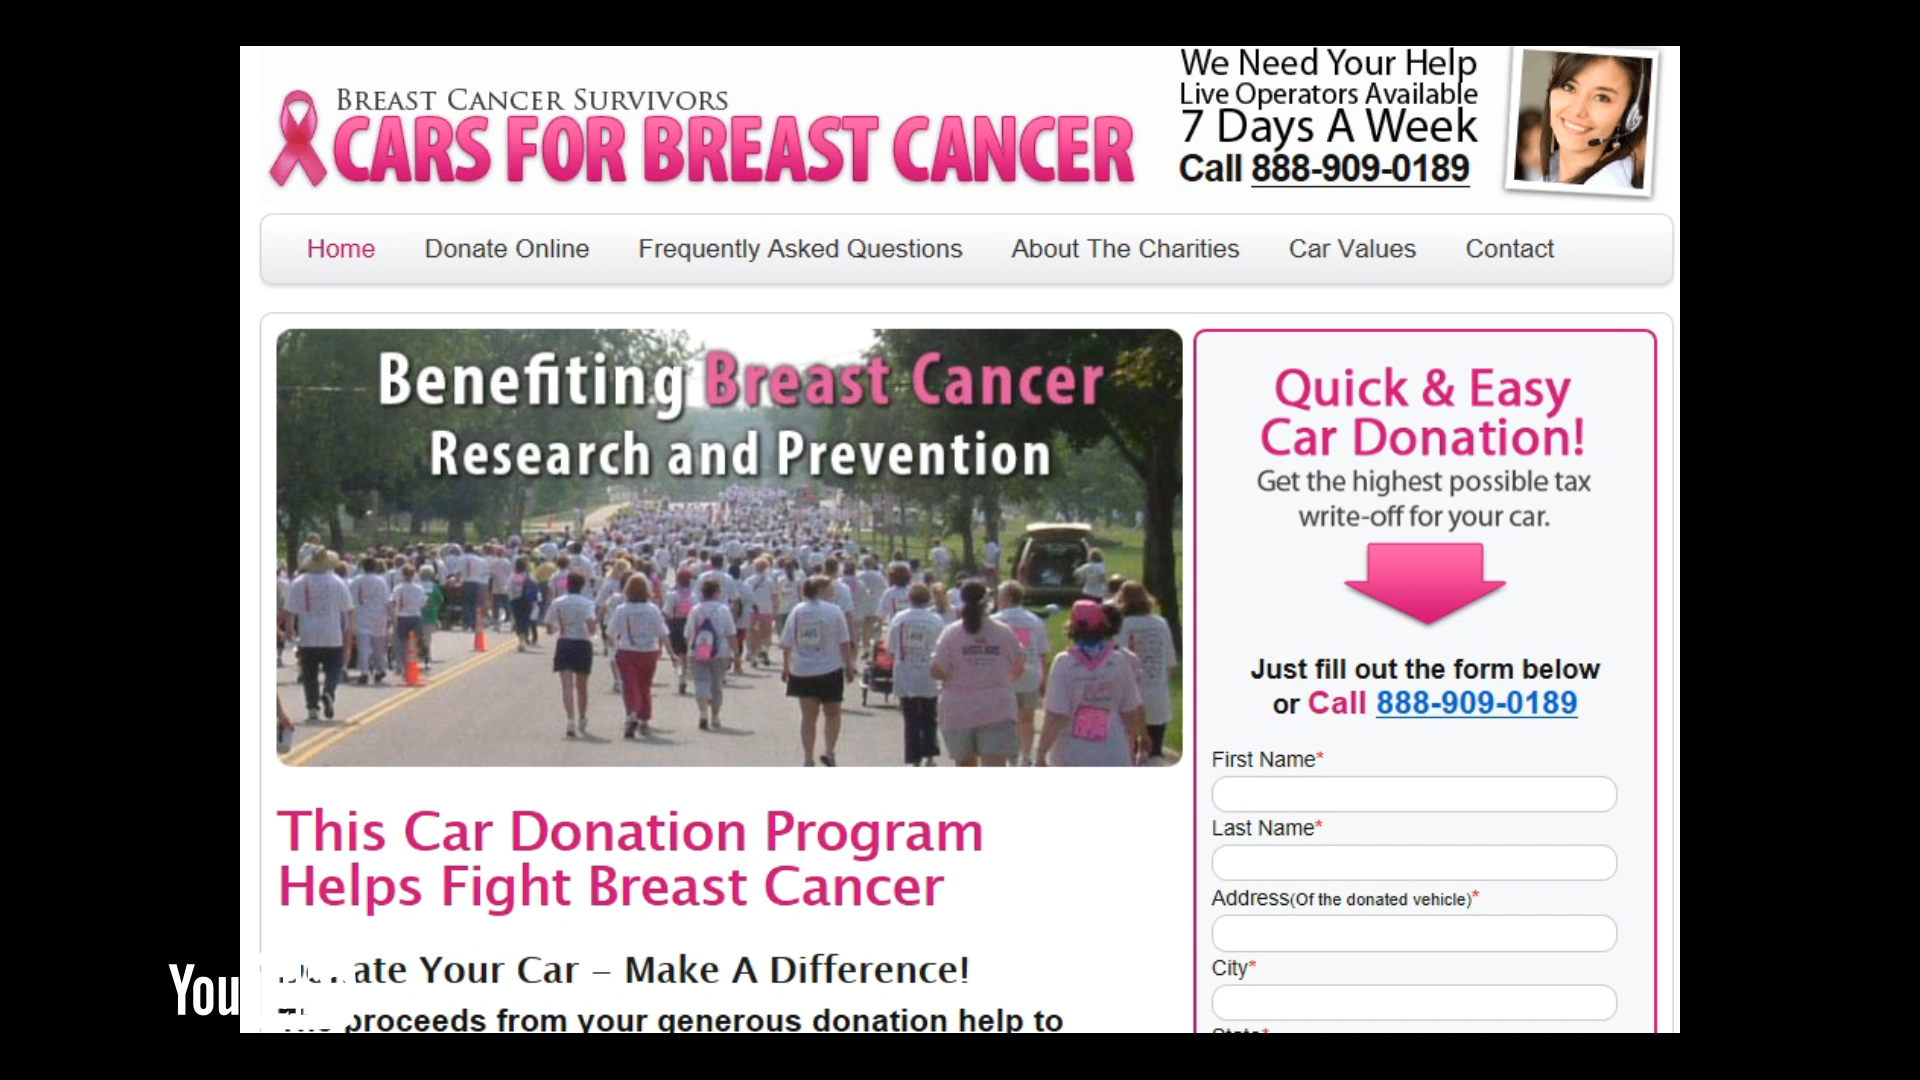 BREAST CANCER SURVIVORS
CARS FOR BREAST CANCER
We Need Your Help
Live Operators Available
7 Days A Week
Call 888-909-0189
Home Donate Online Frequently Asked Questions About The Charities Car Values Contact
Benefiting Breast Cancer
Research and Prevention
Quick & Easy
Car Donation!
Get the highest possible tax
write-off for your car.
Just fill out the form below
or Call 888-909-0189
First Name*
Last Name*
Address(Of the donated vehicle)*
City*
This Car Donation Program
Helps Fight Breast Cancer
Your Car – Make A Difference!
proceeds from your generous donation help to
You